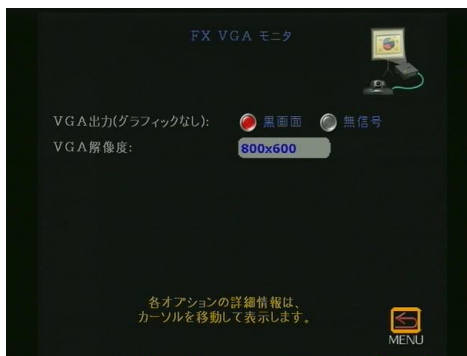 FX VGA モニタ
VGA出力(グラフィックなし): 黒画面 無信号
VGA解像度: 800x600
各オプションの詳細情報は、
カーソルを移動して表示します。
MENU